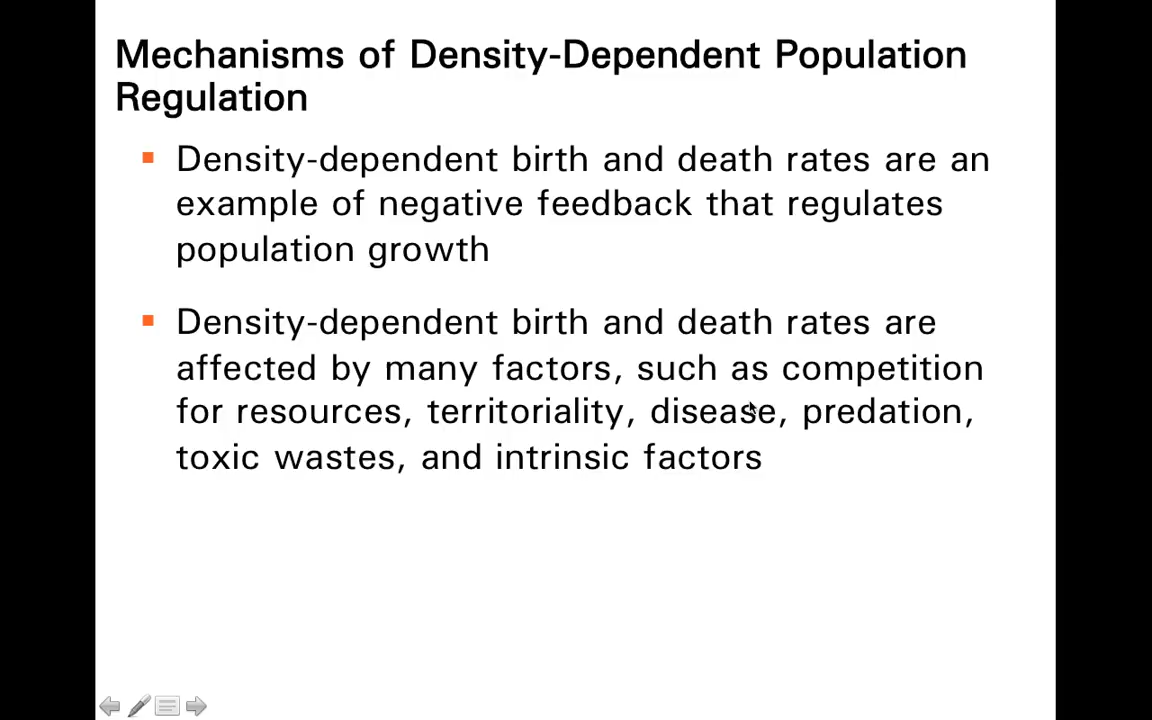 Mechanisms of Density-Dependent Population
Regulation
Density-dependent birth and death rates are an
example of negative feedback that regulates
population growth
Density-dependent birth and death rates are
affected by many factors, such as competition
for resources, territoriality, disease, predation,
toxic wastes, and intrinsic factors